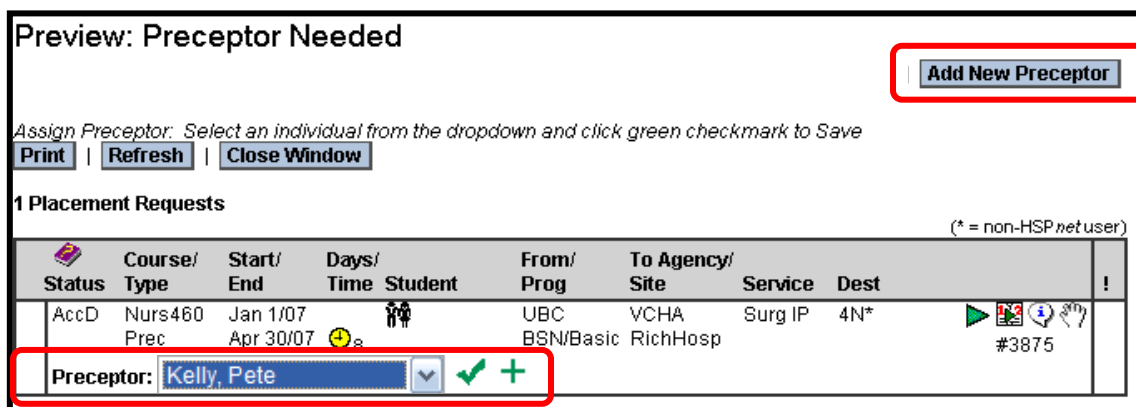 Preview: Preceptor Needed
| Add New Preceptor
Assign Preceptor: Select an individual from the dropdown and click green checkmark to Save
Print | Refresh | Close Window
1 Placement Requests
(* = non-HSPnet user)
Status Course/ Type Start/ End Days/ Time Student From/ Prog To Agency/ Site Service Dest !
AccD Nurs460 Jan 1/07 UBC VCHA Surg IP 4N*
Prec Apr 30/07 8 BSN/Basic RichHosp #3875
Preceptor: Kelly, Pete